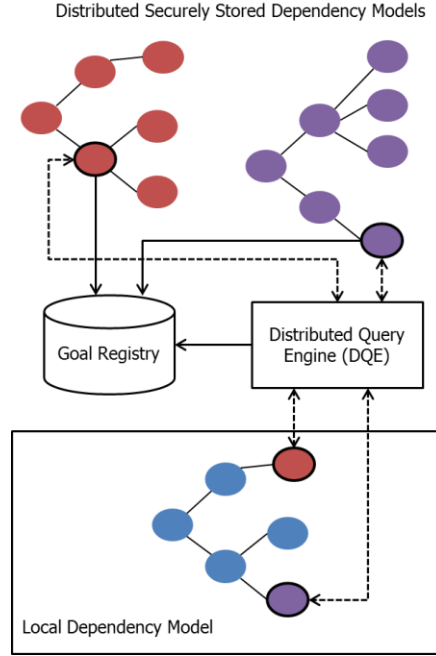 Distributed Securely Stored Dependency Models
Goal Registry
Distributed Query
Engine (DQE)
Local Dependency Model